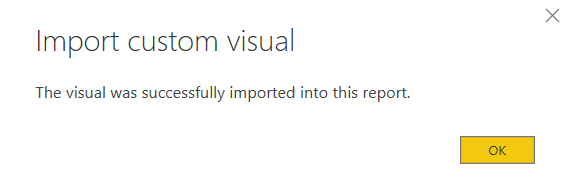 Import custom visual
The visual was successfully imported into this report.
OK